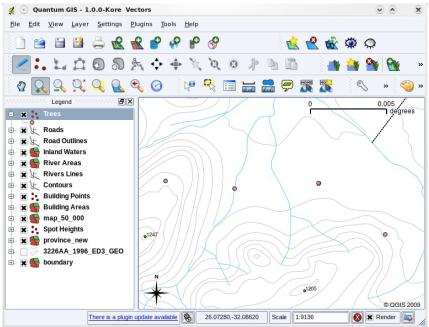 Quantum GIS - 1.0.0-Kore Vectors
File Edit View Layer Settings Plugins Tools Help
Legend
Trees
Roads
Road Outlines
Inland Waters
River Areas
Rivers Lines
Contours
Building Points
Building Areas
map_50_000
Spot Heights
province_new
3226AA_1996_ED3_GEO
boundary
0 0.005
degrees
1247
1205
N
© QGIS 2009
There is a plugin update available 26.07280,-32.08620 Scale 1:9136 Render